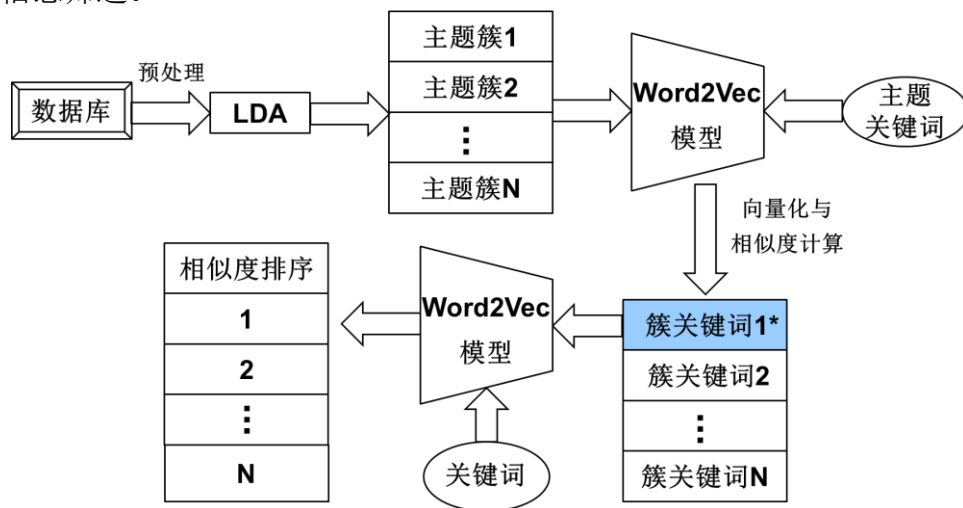 预处理
数据库
LDA
主题簇1
主题簇2
⋮
主题簇N
Word2Vec
模型
主题
关键词
向量化与
相似度计算
相似度排序
1
2
⋮
N
Word2Vec
模型
关键词
簇关键词1*
簇关键词2
⋮
簇关键词N